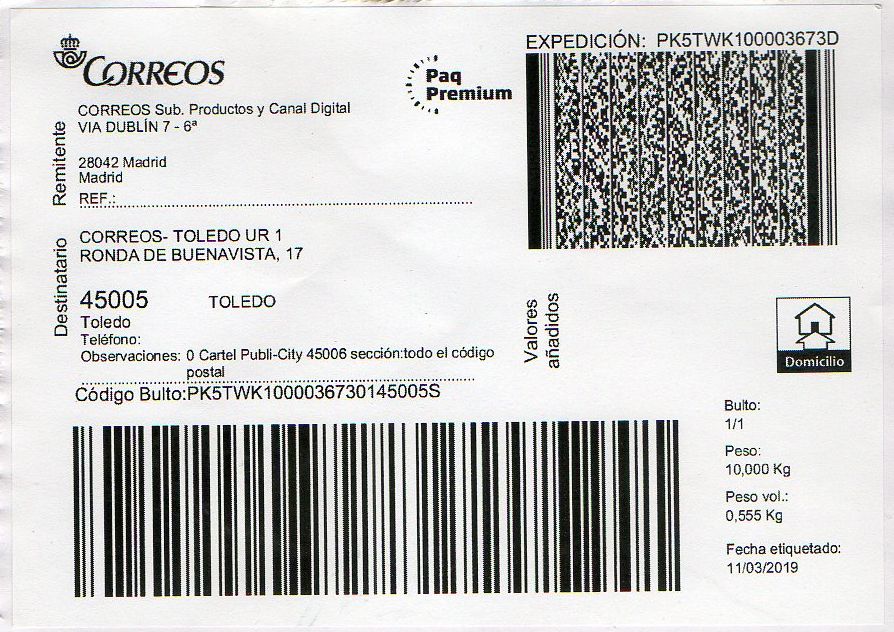 CORREOS
Paq
Premium
EXPEDICIÓN: PK5TWK100003673D
Remitente
CORREOS Sub. Productos y Canal Digital
VIA DUBLÍN 7 - 6ª
28042 Madrid
Madrid
REF.:
Destinatario
CORREOS- TOLEDO UR 1
RONDA DE BUENAVISTA, 17
45005 TOLEDO
Toledo
Teléfono:
Observaciones: 0 Cartel Publi-City 45006 sección:todo el código
postal
Valores
añadidos
Domicilio
Código Bulto:PK5TWK1000036730145005S
Bulto:
1/1
Peso:
10,000 Kg
Peso vol.:
0,555 Kg
Fecha etiquetado:
11/03/2019